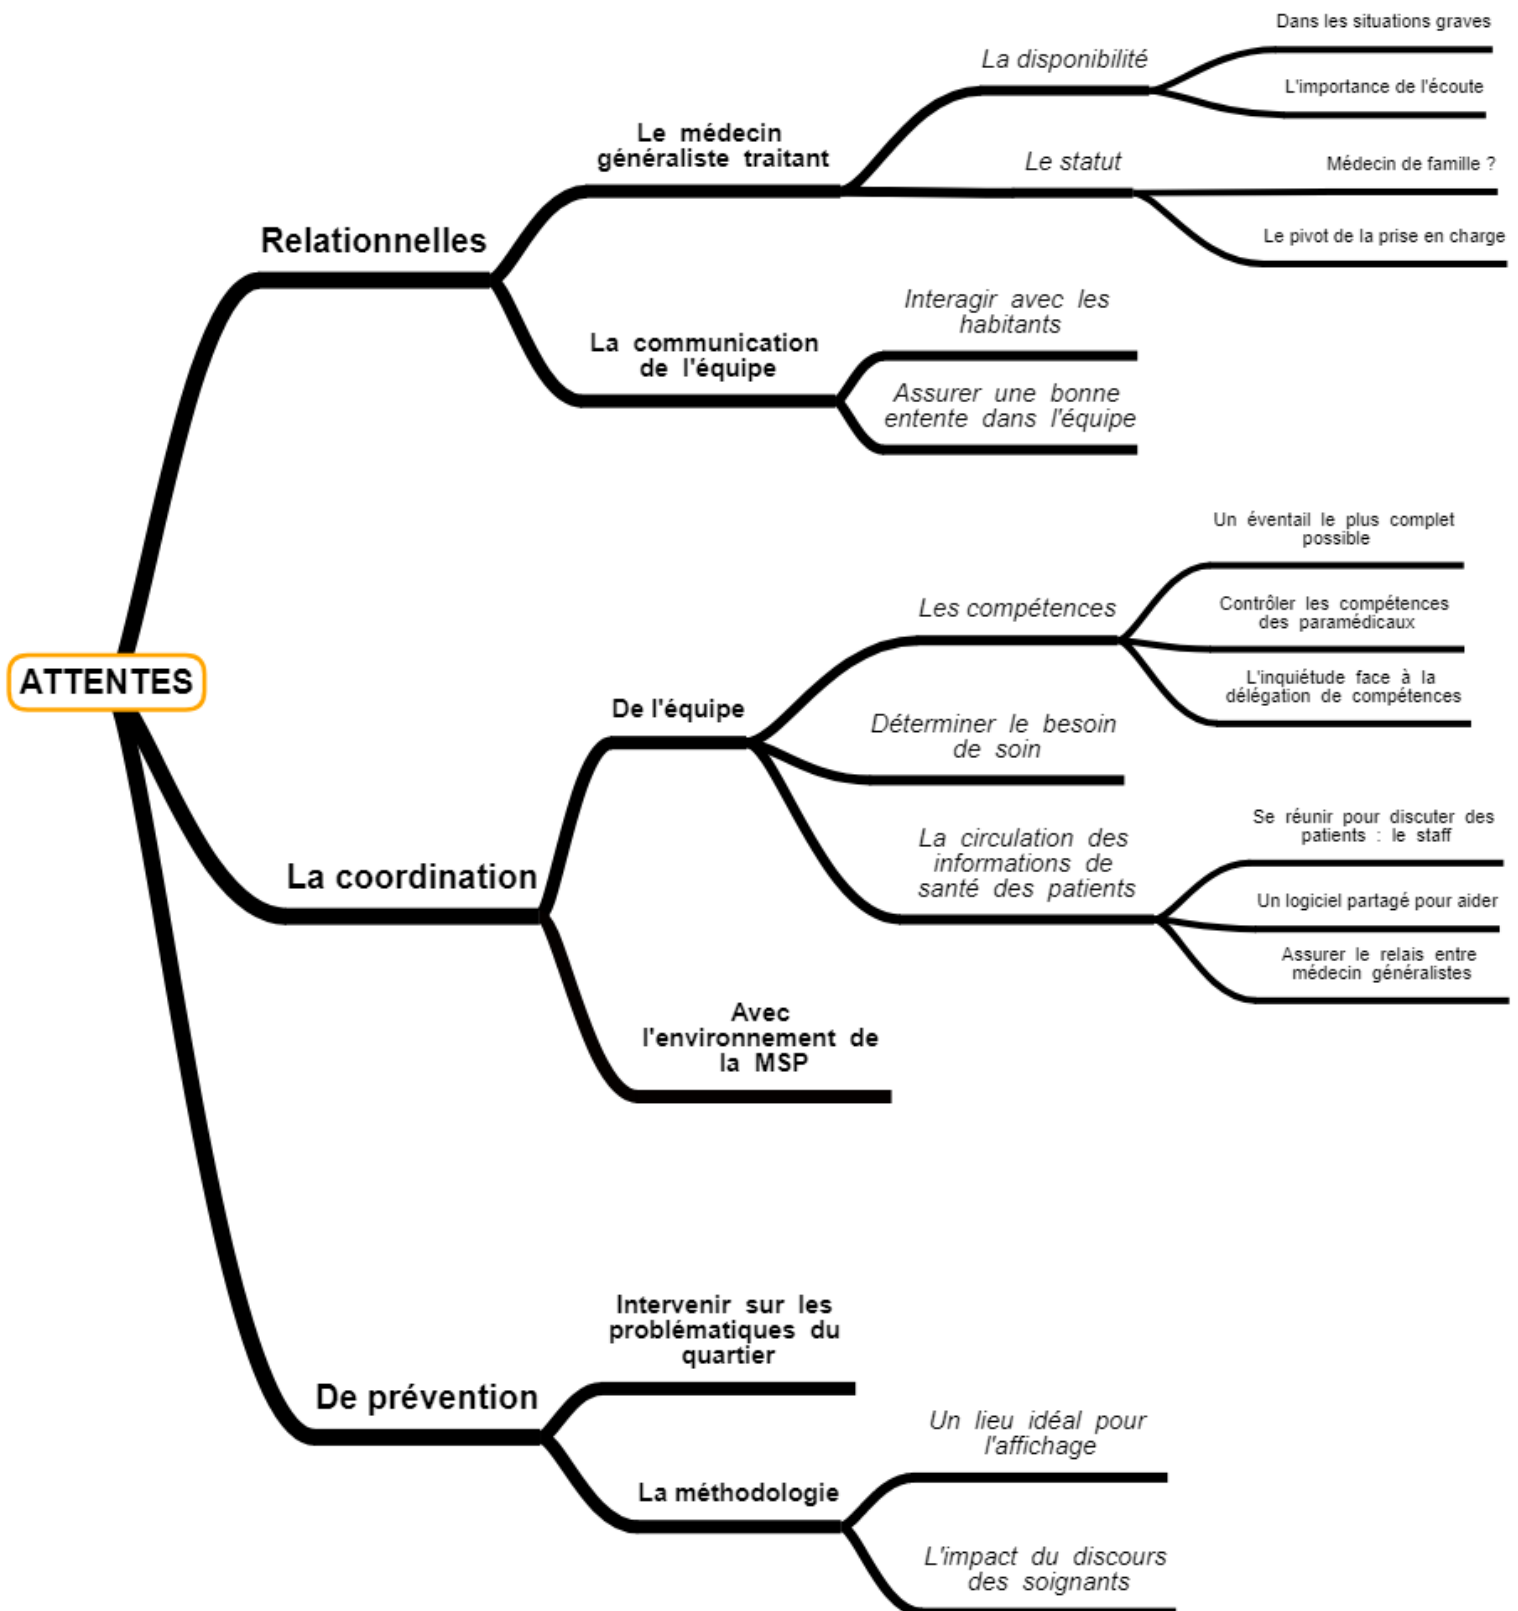 Dans les situations graves
La disponibilité
L'importance de l'écoute
Le médecin
généraliste traitant
Le statut
Médecin de famille ?
Le pivot de la prise en charge
Relationnelles
Interagir avec les
habitants
La communication
de l'équipe
Assurer une bonne
entente dans l'équipe
Un éventail le plus complet
possible
Les compétences
Contrôler les compétences
des paramédicaux
L'inquiétude face à la
délégation de compétences
ATTENTES
De l'équipe
Déterminer le besoin
de soin
La circulation des
informations de
santé des patients
Se réunir pour discuter des
patients : le staff
Un logiciel partagé pour aider
Assurer le relais entre
médecin généralistes
La coordination
Avec
l'environnement de
la MSP
Intervenir sur les
problématiques du
quartier
De prévention
Un lieu idéal pour
l'affichage
La méthodologie
L'impact du discours
des soignants